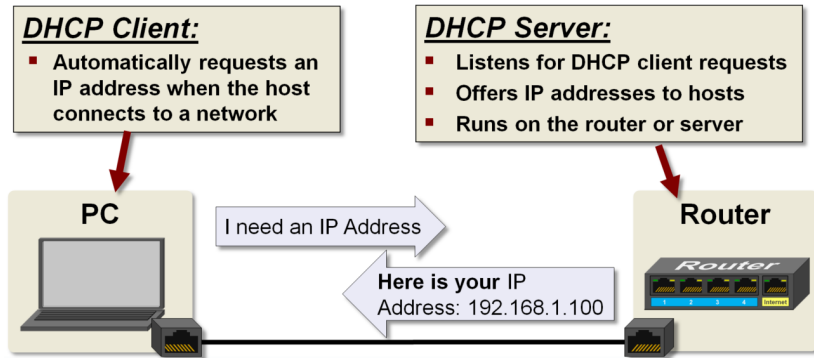 DHCP Client:
▪ Automatically requests an
IP address when the host
connects to a network
DHCP Server:
▪ Listens for DHCP client requests
▪ Offers IP addresses to hosts
▪ Runs on the router or server
PC
I need an IP Address
Here is your IP
Address: 192.168.1.100
Router
Router
1 2 3 4 Internet